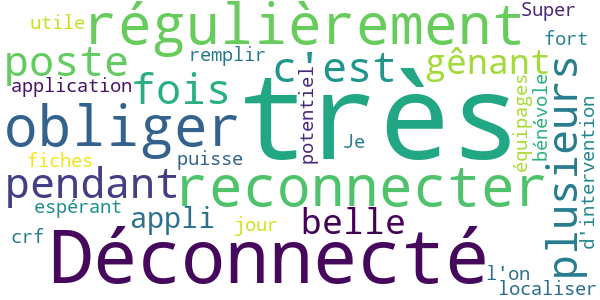 Super
utile
régulièrement
fort
remplir
poste
c'est
gênant
application
fois
potentiel
très
équipages
bénévole
plusieurs
d'intervention
obliger
Je
fiches
puisse
pendant
reconnecter
espérant
appli
belle
jour
crf
Déconnecté
l'on
localiser